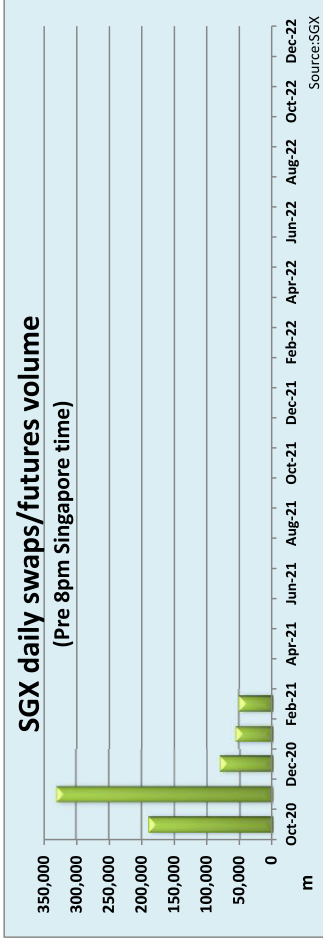 SGX daily swaps/futures volume
(Pre 8pm Singapore time)
350,000
300,000
250,000
200,000
150,000
100,000
50,000
0
m
Oct-20 Dec-20 Feb-21 Apr-21 Jun-21 Aug-21 Oct-21 Dec-21 Feb-22 Apr-22 Jun-22 Aug-22 Oct-22 Dec-22
Source:SGX